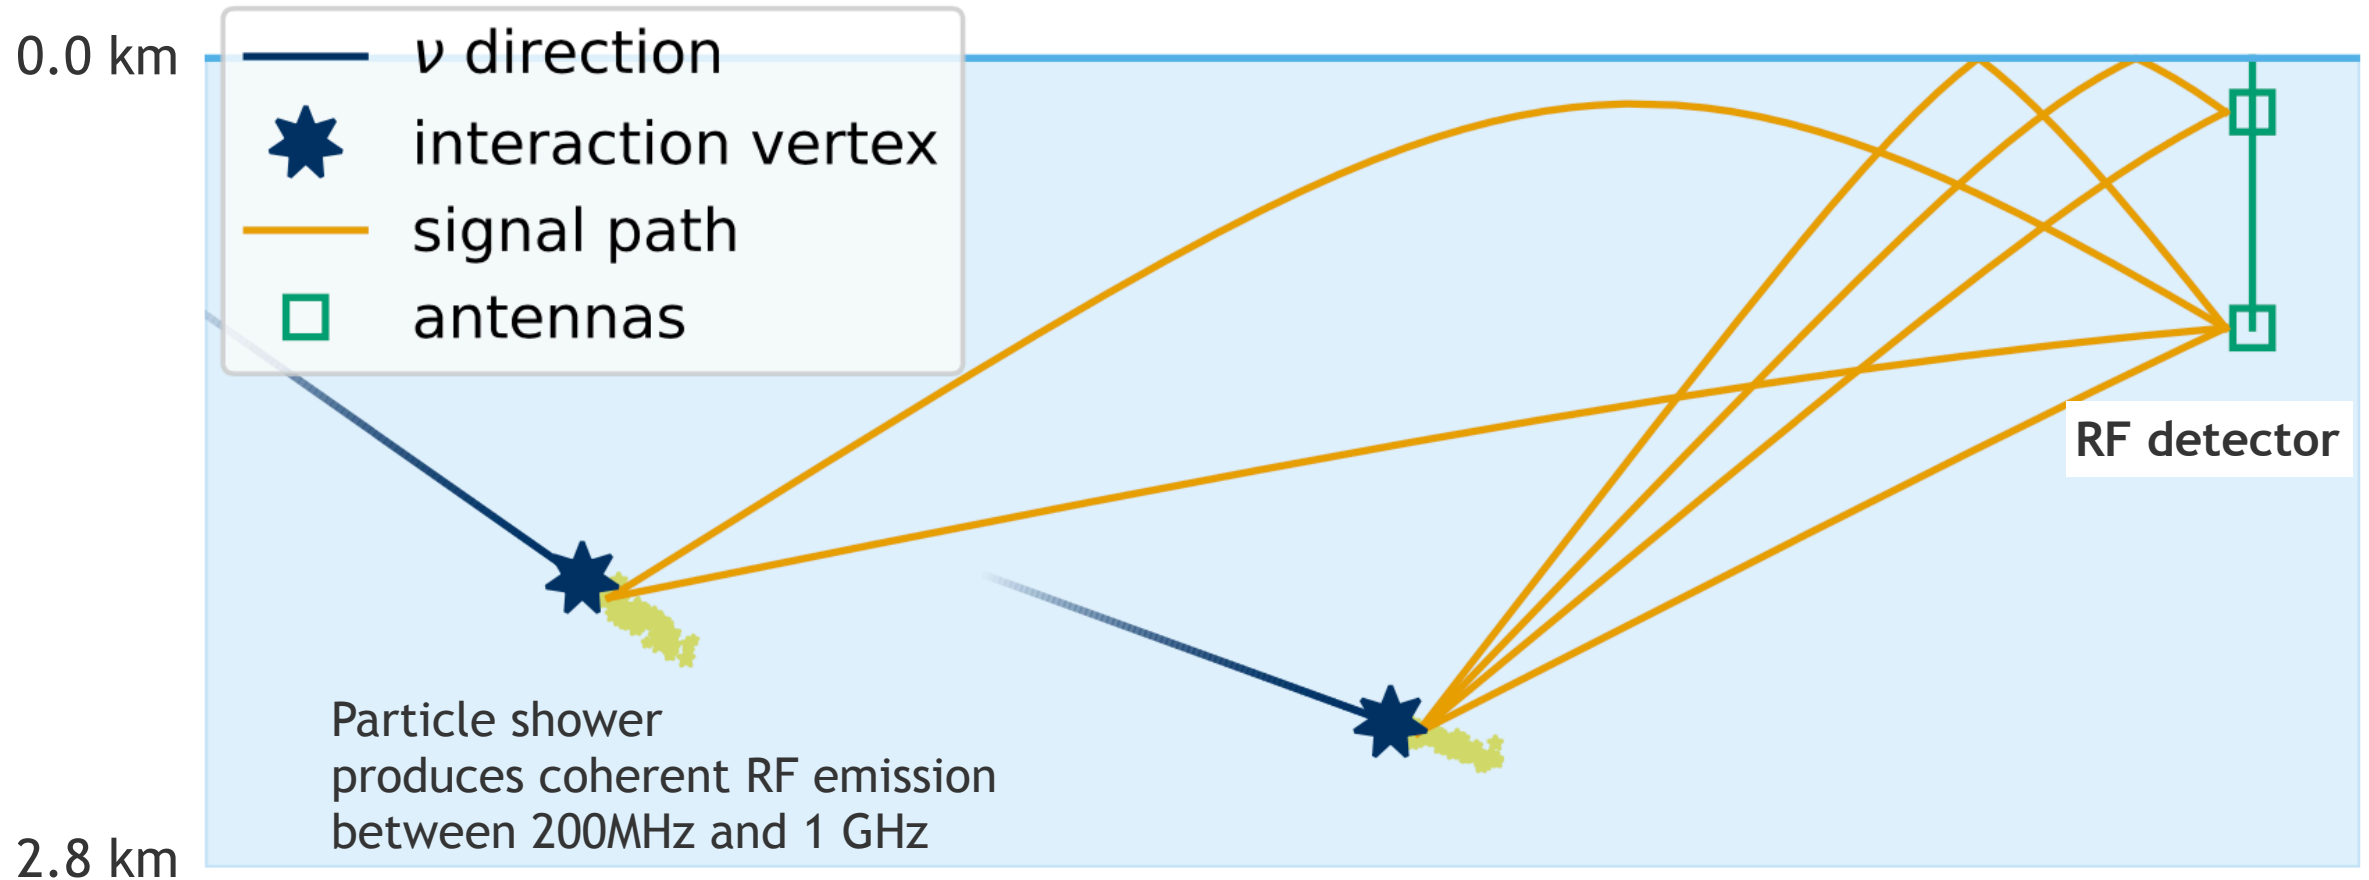 0.0 km
ν direction
interaction vertex
signal path
antennas
RF detector
Particle shower
produces coherent RF emission
between 200MHz and 1 GHz
2.8 km